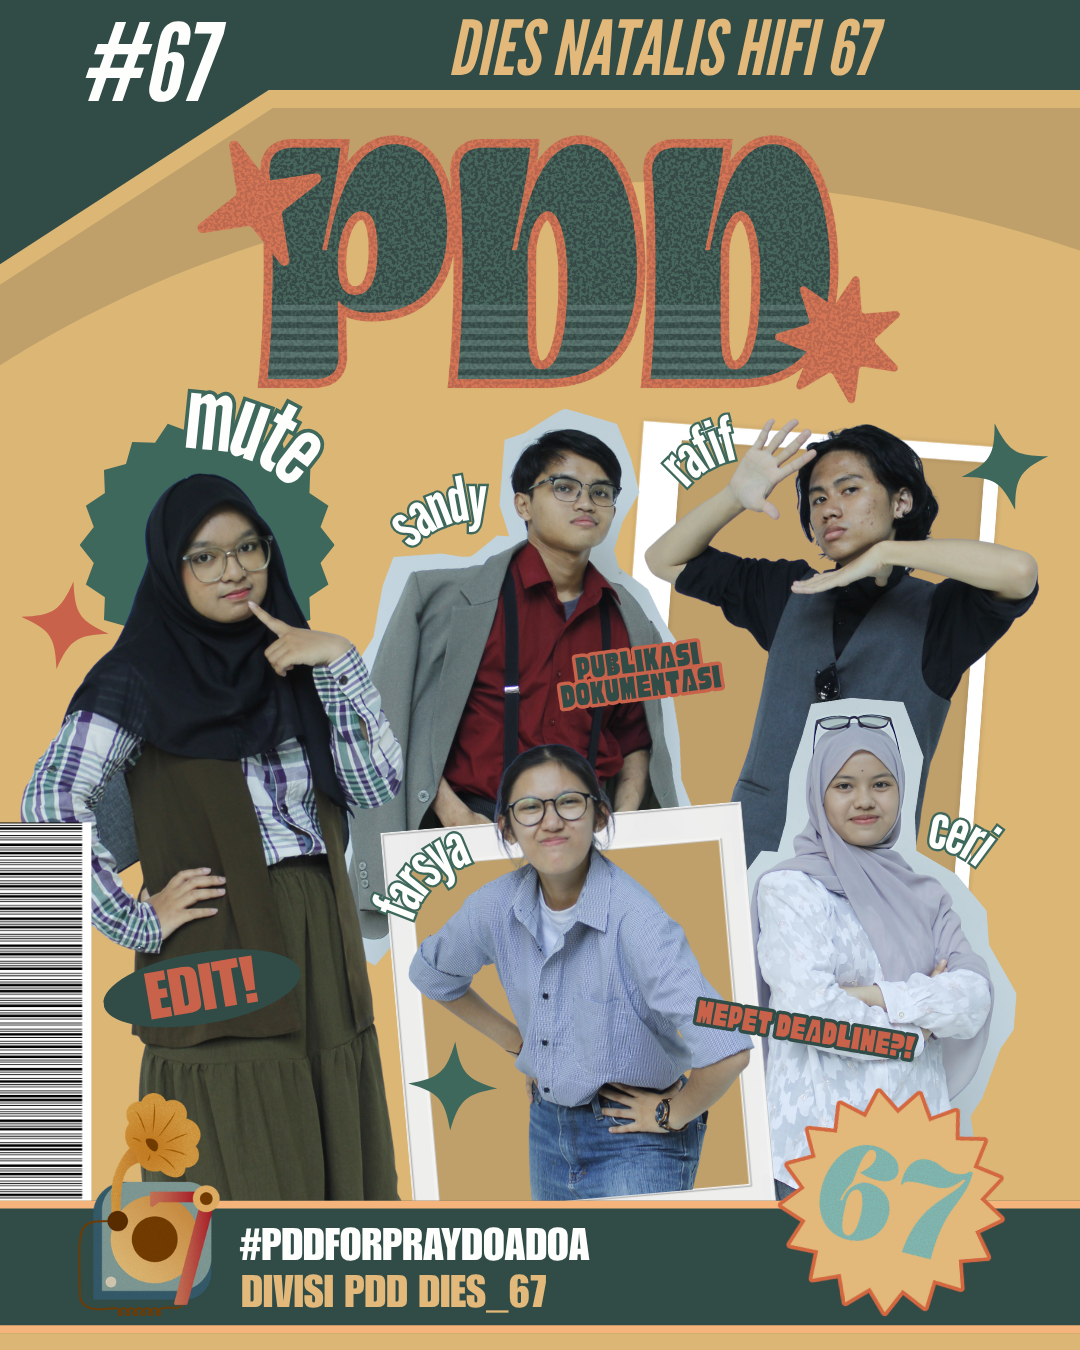 #67
DIES NATALIS HIFI 67
PDD
mute
sandy
rafif
PUBLIKASI
DOKUMENTASI
farsya
ceri
EDIT!
MEPET DEADLINE?!
67
7
#PDDFORPRAYDOADOA
DIVISI PDD DIES_67